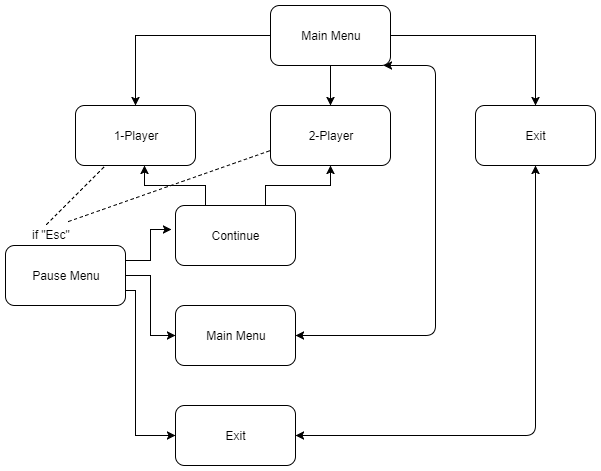 Main Menu
1-Player
2-Player
Exit
if "Esc"
Continue
Pause Menu
Main Menu
Exit